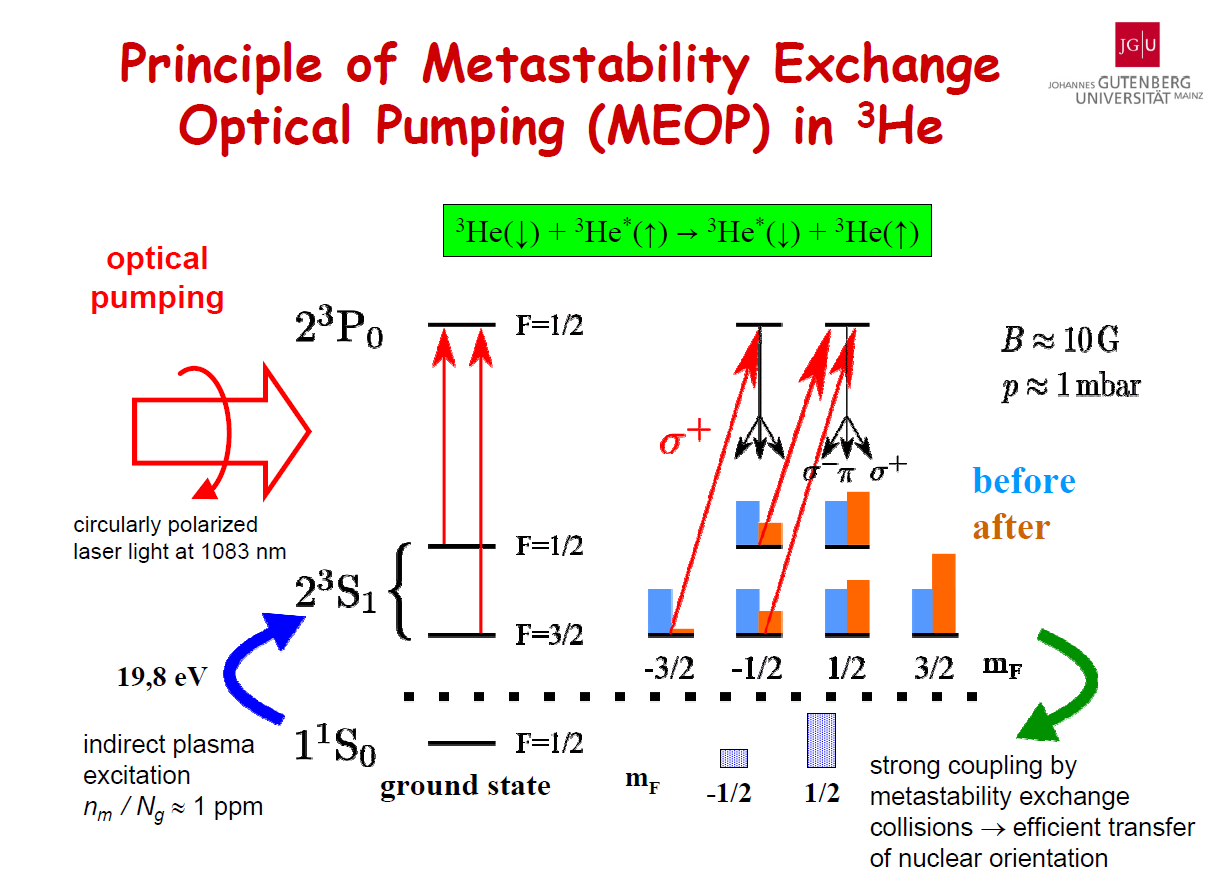 Principle of Metastability Exchange
Optical Pumping (MEOP) in ³He
JG|U
JOHANNES GUTENBERG
UNIVERSITÄT MAINZ
³He(↓) + ³He*(↑) → ³He*(↓) + ³He(↑)
optical
pumping
2³P₀
F=1/2
B ≈ 10 G
p ≈ 1 mbar
σ⁺
σ⁻ π σ⁺
before
after
circularly polarized
laser light at 1083 nm
F=1/2
2³S₁
F=3/2
-3/2 -1/2 1/2 3/2 m_F
19,8 eV
1¹S₀
F=1/2
ground state
m_F -1/2 1/2
indirect plasma
excitation
n_m / N_g ≈ 1 ppm
strong coupling by
metastability exchange
collisions → efficient transfer
of nuclear orientation